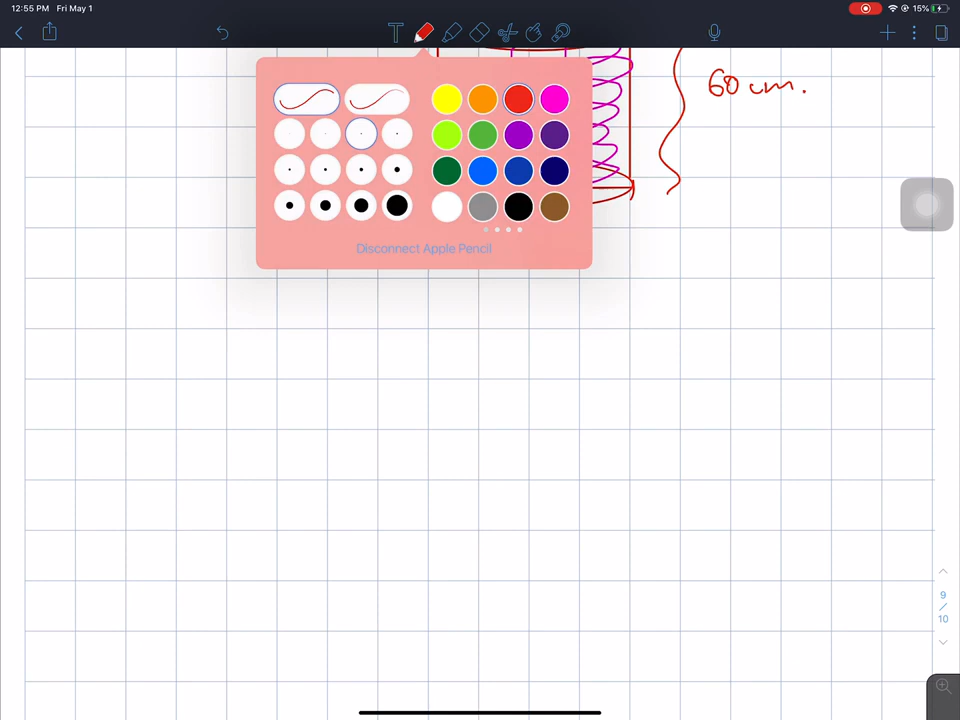 12:55 PM Fri May 1
15%
T
60 cm.
Disconnect Apple Pencil
9
/
10